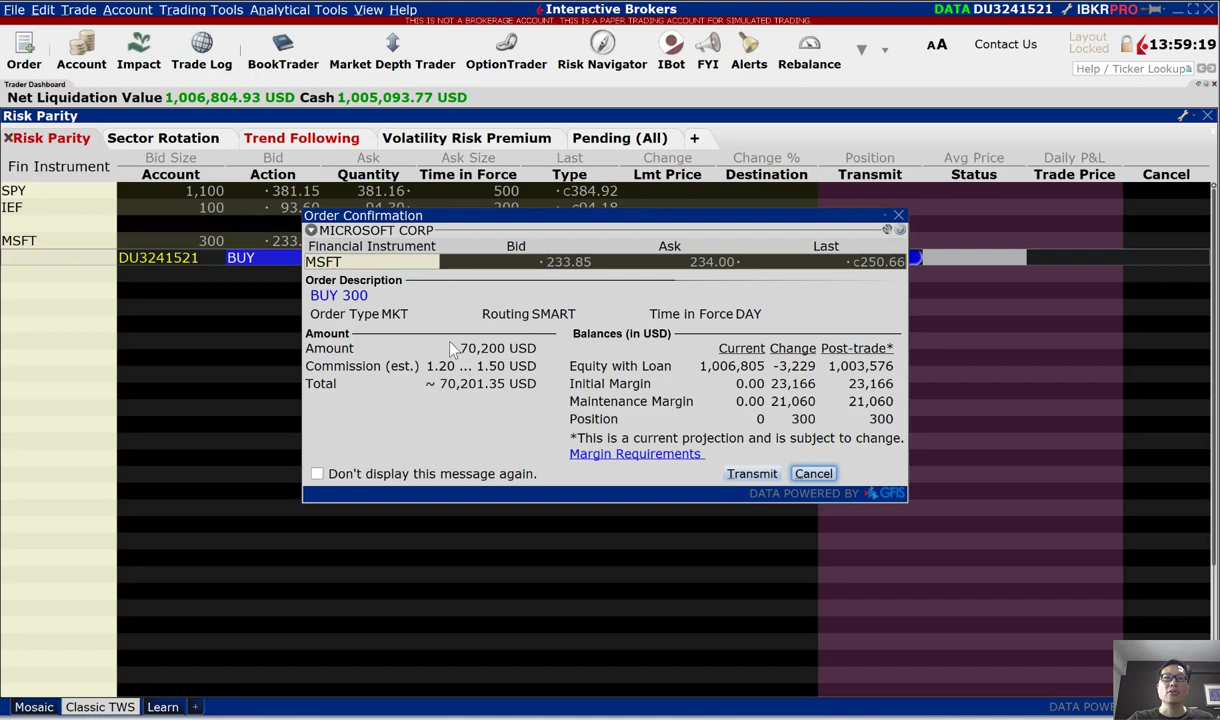 File Edit Trade Account Trading Tools Analytical Tools View Help Interactive Brokers DATA DU3241521 IBKRPRO
THIS IS NOT A BROKERAGE ACCOUNT. THIS IS A PAPER TRADING ACCOUNT FOR SIMULATED TRADING.
Order Account Impact Trade Log BookTrader Market Depth Trader OptionTrader Risk Navigator IBot FYI Alerts Rebalance
AA Contact Us Layout Locked 13:59:19
Help / Ticker Lookup
Trader Dashboard
Net Liquidation Value 1,006,804.93 USD Cash 1,005,093.77 USD
Risk Parity
Risk Parity Sector Rotation Trend Following Volatility Risk Premium Pending (All) +
Fin Instrument
Bid Size Bid Ask Ask Size Last Change Change % Position Avg Price Daily P&L
Account Action Quantity Time in Force Type Lmt Price Destination Transmit Status Trade Price Cancel
SPY 1,100 381.15 381.16 500 c384.92
IEF 100
MSFT 300
DU3241521 BUY
Order Confirmation
MICROSOFT CORP
Financial Instrument Bid Ask Last
MSFT 233.85 234.00 c250.66
Order Description
BUY 300
Order Type MKT Routing SMART Time in Force DAY
Amount Balances (in USD)
Amount 70,200 USD Current Change Post-trade*
Commission (est.) 1.20 ... 1.50 USD Equity with Loan 1,006,805 -3,229 1,003,576
Total ~ 70,201.35 USD Initial Margin 0.00 23,166 23,166
Maintenance Margin 0.00 21,060 21,060
Position 0 300 300
*This is a current projection and is subject to change.
Margin Requirements
Don't display this message again. Transmit Cancel
DATA POWERED BY GFIS
Mosaic Classic TWS Learn + DATA